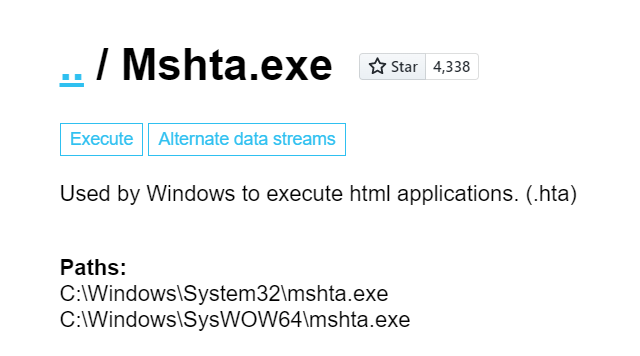 .. / Mshta.exe Star 4,338
Execute Alternate data streams
Used by Windows to execute html applications. (.hta)
Paths:
C:\Windows\System32\mshta.exe
C:\Windows\SysWOW64\mshta.exe